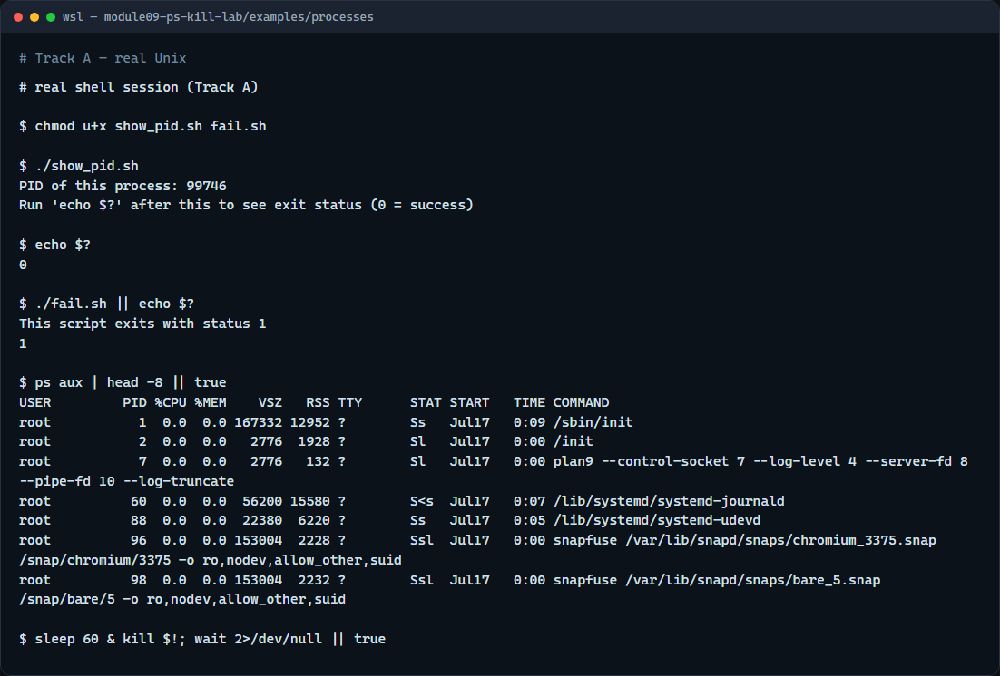 wsl — module09-ps-kill-lab/examples/processes
# Track A — real Unix
# real shell session (Track A)
$ chmod u+x show_pid.sh fail.sh
$ ./show_pid.sh
PID of this process: 99746
Run 'echo $?' after this to see exit status (0 = success)
$ echo $?
0
$ ./fail.sh || echo $?
This script exits with status 1
1
$ ps aux | head -8 || true
USER         PID %CPU %MEM    VSZ   RSS TTY      STAT START   TIME COMMAND
root           1  0.0  0.0 167332 12952 ?        Ss   Jul17   0:09 /sbin/init
root           2  0.0  0.0   2776  1928 ?        Sl   Jul17   0:00 /init
root           7  0.0  0.0   2776   132 ?        Sl   Jul17   0:00 plan9 --control-socket 7 --log-level 4 --server-fd 8
--pipe-fd 10 --log-truncate
root          60  0.0  0.0  56200 15580 ?        S<s  Jul17   0:07 /lib/systemd/systemd-journald
root          88  0.0  0.0  22380  6220 ?        Ss   Jul17   0:05 /lib/systemd/systemd-udevd
root          96  0.0  0.0 153004  2228 ?        Ssl  Jul17   0:00 snapfuse /var/lib/snapd/snaps/chromium_3375.snap
/snap/chromium/3375 -o ro,nodev,allow_other,suid
root          98  0.0  0.0 153004  2232 ?        Ssl  Jul17   0:00 snapfuse /var/lib/snapd/snaps/bare_5.snap
/snap/bare/5 -o ro,nodev,allow_other,suid
$ sleep 60 & kill $!; wait 2>/dev/null || true